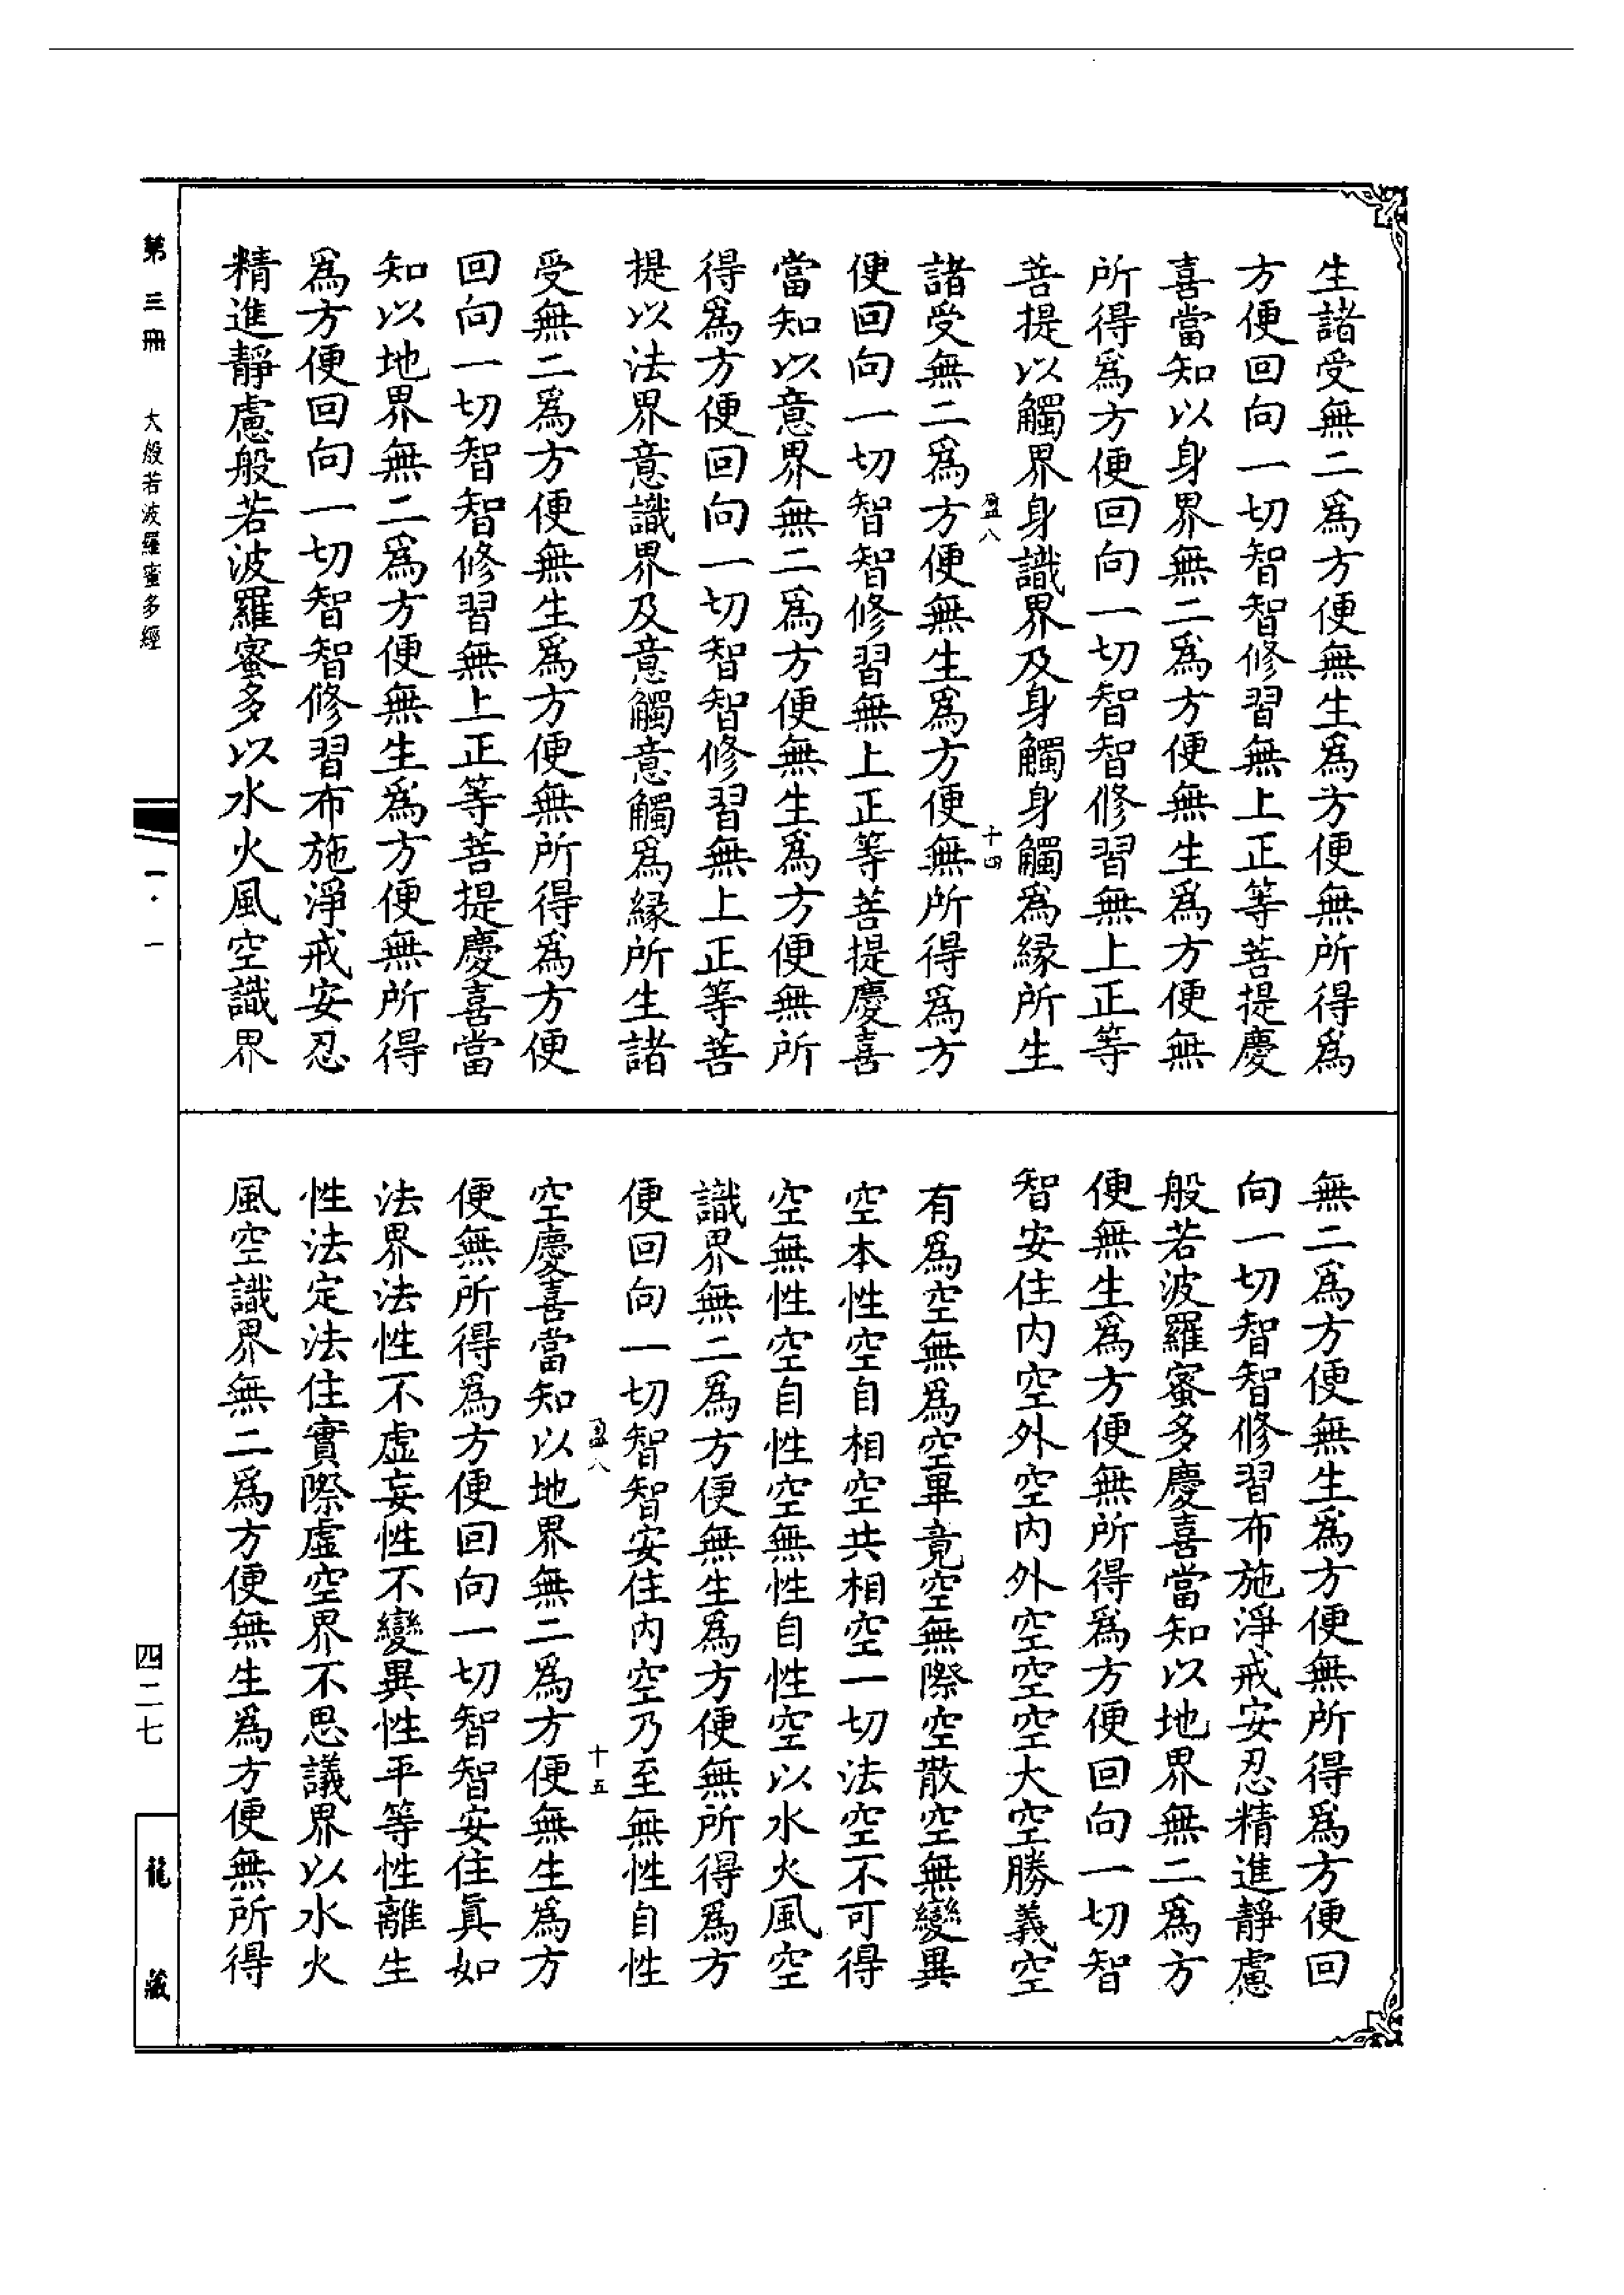 生諸受無二爲方便無生爲方便無所得爲
方便回向一切智智修習無上正等菩提慶
喜當知以身界無二爲方便無生爲方便無
所得爲方便回向一切智智修習無上正等
菩提以觸界身識界及身觸身觸爲緣所生
盈八
十四
諸受無二爲方便無生爲方便無所得爲方
便回向一切智智修習無上正等菩提慶喜
當知以意界無二爲方便無生爲方便無所
得爲方便回向一切智智修習無上正等菩
提以法界意識界及意觸意觸爲緣所生諸
受無二爲方便無生爲方便無所得爲方便
回向一切智智修習無上正等菩提慶喜當
知以地界無二爲方便無生爲方便無所得
爲方便回向一切智智修習布施淨戒安忍
精進靜慮般若波羅蜜多以水火風空識界
無二爲方便無生爲方便無所得爲方便回
向一切智智修習布施淨戒安忍精進靜慮
般若波羅蜜多慶喜當知以地界無二爲方
便無生爲方便無所得爲方便回向一切智
智安住内空外空内外空空空大空勝義空
有爲空無爲空畢竟空無際空散空無變異
空本性空自相空共相空一切法空不可得
空無性空自性空無性自性空以水火風空
識界無二爲方便無生爲方便無所得爲方
便回向一切智智安住内空乃至無性自性
盈八
十五
空慶喜當知以地界無二爲方便無生爲方
便無所得爲方便回向一切智智安住眞如
法界法性不虛妄性不變異性平等性離生
性法定法住實際虛空界不思議界以水火
風空識界無二爲方便無生爲方便無所得
第三冊
大般若波羅蜜多經
一·一
四二七
龍藏